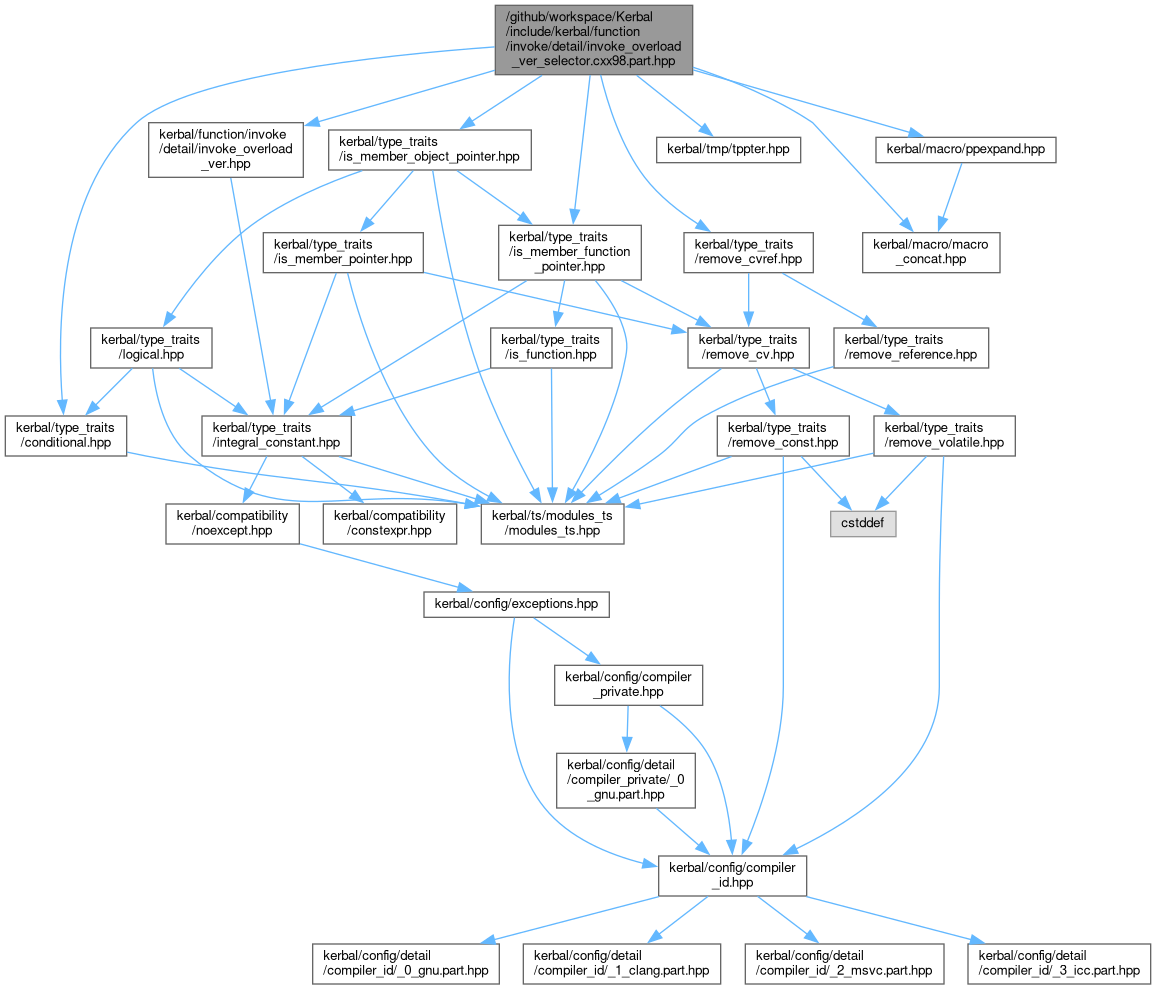 /github/workspace/Kerbal
/include/kerbal/function
/invoke/detail/invoke_overload
_ver_selector.cxx98.part.hpp
kerbal/function/invoke
/detail/invoke_overload
_ver.hpp
kerbal/type_traits
/is_member_object_pointer.hpp
kerbal/tmp/tppter.hpp
kerbal/macro/ppexpand.hpp
kerbal/type_traits
/is_member_pointer.hpp
kerbal/type_traits
/is_member_function
_pointer.hpp
kerbal/type_traits
/remove_cvref.hpp
kerbal/macro/macro
_concat.hpp
kerbal/type_traits
/logical.hpp
kerbal/type_traits
/is_function.hpp
kerbal/type_traits
/remove_cv.hpp
kerbal/type_traits
/remove_reference.hpp
kerbal/type_traits
/conditional.hpp
kerbal/type_traits
/integral_constant.hpp
kerbal/type_traits
/remove_const.hpp
kerbal/type_traits
/remove_volatile.hpp
kerbal/compatibility
/noexcept.hpp
kerbal/compatibility
/constexpr.hpp
kerbal/ts/modules_ts
/modules_ts.hpp
cstddef
kerbal/config/exceptions.hpp
kerbal/config/compiler
_private.hpp
kerbal/config/detail
/compiler_private/_0
_gnu.part.hpp
kerbal/config/compiler
_id.hpp
kerbal/config/detail
/compiler_id/_0_gnu.part.hpp
kerbal/config/detail
/compiler_id/_1_clang.part.hpp
kerbal/config/detail
/compiler_id/_2_msvc.part.hpp
kerbal/config/detail
/compiler_id/_3_icc.part.hpp